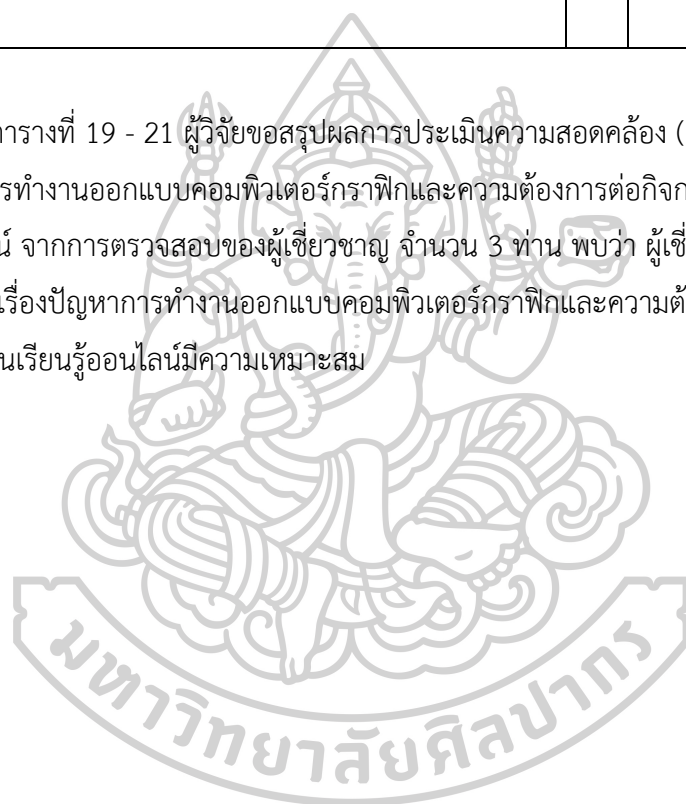 ตารางที่ 19 - 21 ผู้วิจัยขอสรุปผลการประเมินความสอดคล้อง (
รทำงานออกแบบคอมพิวเตอร์กราฟิกและความต้องการต่อกิจก
น์ จากการตรวจสอบของผู้เชี่ยวชาญ จำนวน 3 ท่าน พบว่า ผู้เชี่
เรื่องปัญหาการทำงานออกแบบคอมพิวเตอร์กราฟิกและความต้
นเรียนรู้ออนไลน์มีความเหมาะสม
มหาวิทยาลัยศิลปากร